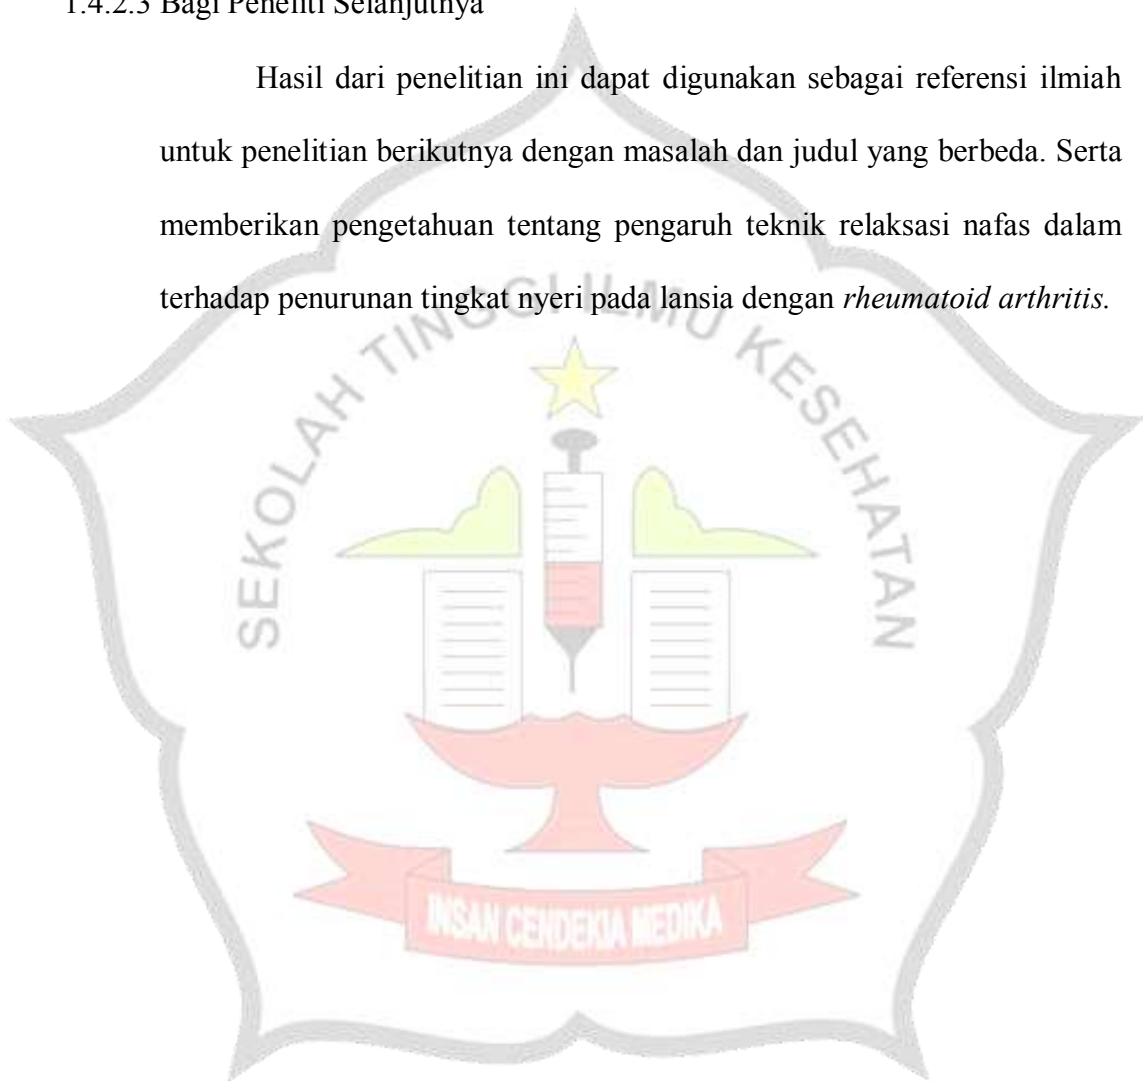 1.4.2.3 Bagi Peneliti Selanjutnya
Hasil dari penelitian ini dapat digunakan sebagai referensi ilmiah
untuk penelitian berikutnya dengan masalah dan judul yang berbeda. Serta
memberikan pengetahuan tentang pengaruh teknik relaksasi nafas dalam
terhadap penurunan tingkat nyeri pada lansia dengan rheumatoid arthritis.
SEKOLAH TINGGI ILMU KESEHATAN
INSAN CENDEKIA MEDIKA